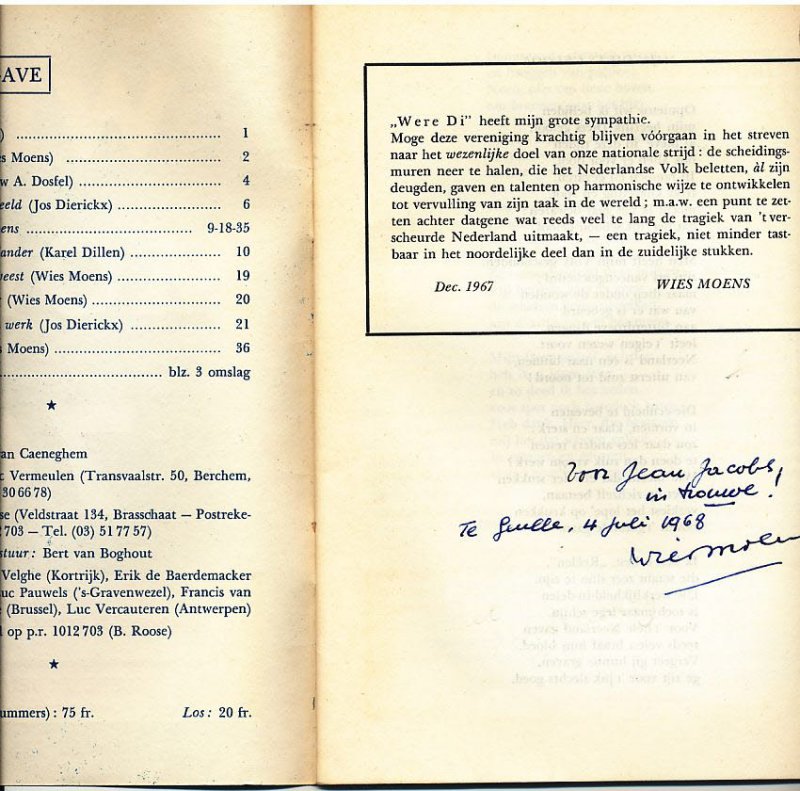 AVE
) ........ 1
s Moens) ........ 2
w A. Dosfel) ........ 4
eeld (Jos Dierickx) ........ 6
ens ........ 9-18-35
ander (Karel Dillen) ........ 10
eest (Wies Moens) ........ 19
(Wies Moens) ........ 20
werk (Jos Dierickx) ........ 21
s Moens) ........ 36
........ blz. 3 omslag
★
an Caeneghem
c Vermeulen (Transvaalstr. 50, Berchem,
30 66 78)
se (Veldstraat 134, Brasschaat — Postreke-
2 703 — Tel. (03) 51 77 57)
stuur: Bert van Boghout
Velghe (Kortrijk), Erik de Baerdemacker
uc Pauwels ('s-Gravenwezel), Francis van
(Brussel), Luc Vercauteren (Antwerpen)
l op p.r. 1012 703 (B. Roose)
★
ummers) : 75 fr. Los : 20 fr.
„Were Di” heeft mijn grote sympathie.
Moge deze vereniging krachtig blijven vóórgaan in het streven
naar het wezenlijke doel van onze nationale strijd : de scheidings-
muren neer te halen, die het Nederlandse Volk beletten, àl zijn
deugden, gaven en talenten op harmonische wijze te ontwikkelen
tot vervulling van zijn taak in de wereld ; m.a.w. een punt te zet-
ten achter datgene wat reeds veel te lang de tragiek van 't ver-
scheurde Nederland uitmaakt, — een tragiek, niet minder tast-
baar in het noordelijke deel dan in de zuidelijke stukken.
Dec. 1967 WIES MOENS
Voor Jean Jacobs,
in trouwe!
Te Geulle, 4 juli 1968
Wies Moens